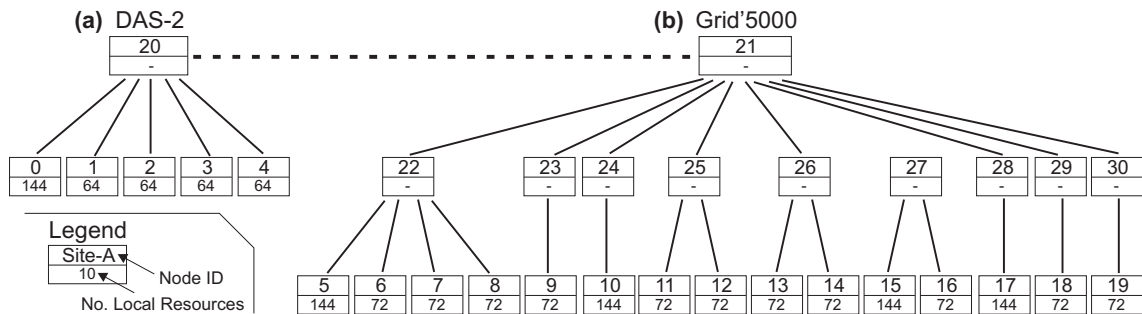 (a) DAS-2 (b) Grid'5000
20 21
- -
0 1 2 3 4 22 23 24 25 26 27 28 29 30
144 64 64 64 64 - - - - - - - - -
Legend
Site-A
10
Node ID
No. Local Resources
5 6 7 8 9 10 11 12 13 14 15 16 17 18 19
144 72 72 72 72 144 72 72 72 72 144 72 144 72 72